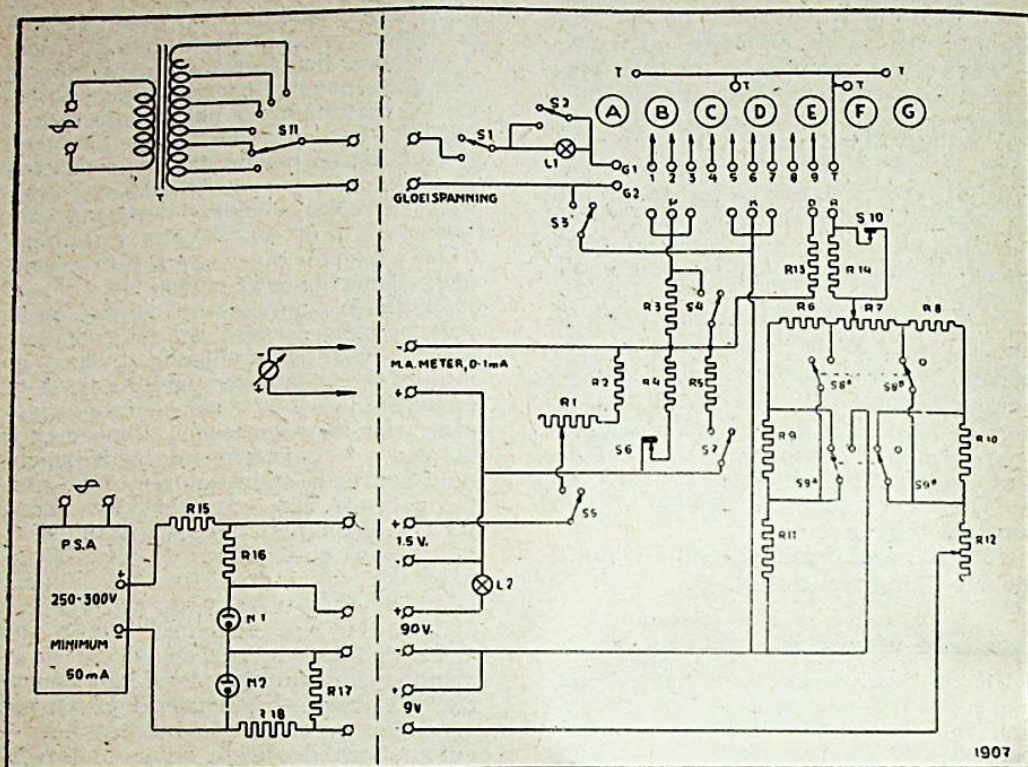 T T
T T
A B C D E F G
S11
S1
S2
L1
G1
G2
1 2 3 4 5 6 7 8 9 T
T
GLOEISPANNING
S3
K
A
S10
R13
R14
R3
S4
R6
R7
R8
-
M.A. METER, 0-1mA
+
R2
R4
R5
S8ᴬ
S8ᴮ
R1
S6
S7
R9
R10
S9ᴬ
S9ᴮ
S5
R15
P.S.A
+
250-300V
-
MINIMUM
50mA
R16
N1
N2
R17
R18
+
1.5 V.
-
L2
+
90V.
-
+
9V
-
R11
R12
1907